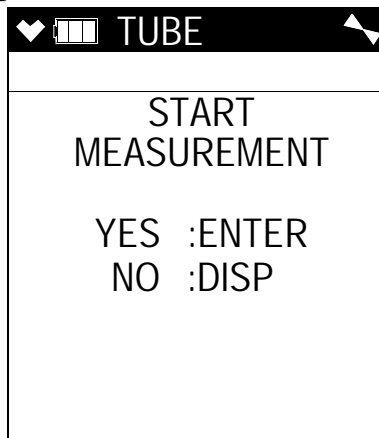 TUBE
START
MEASUREMENT
YES :ENTER
NO :DISP